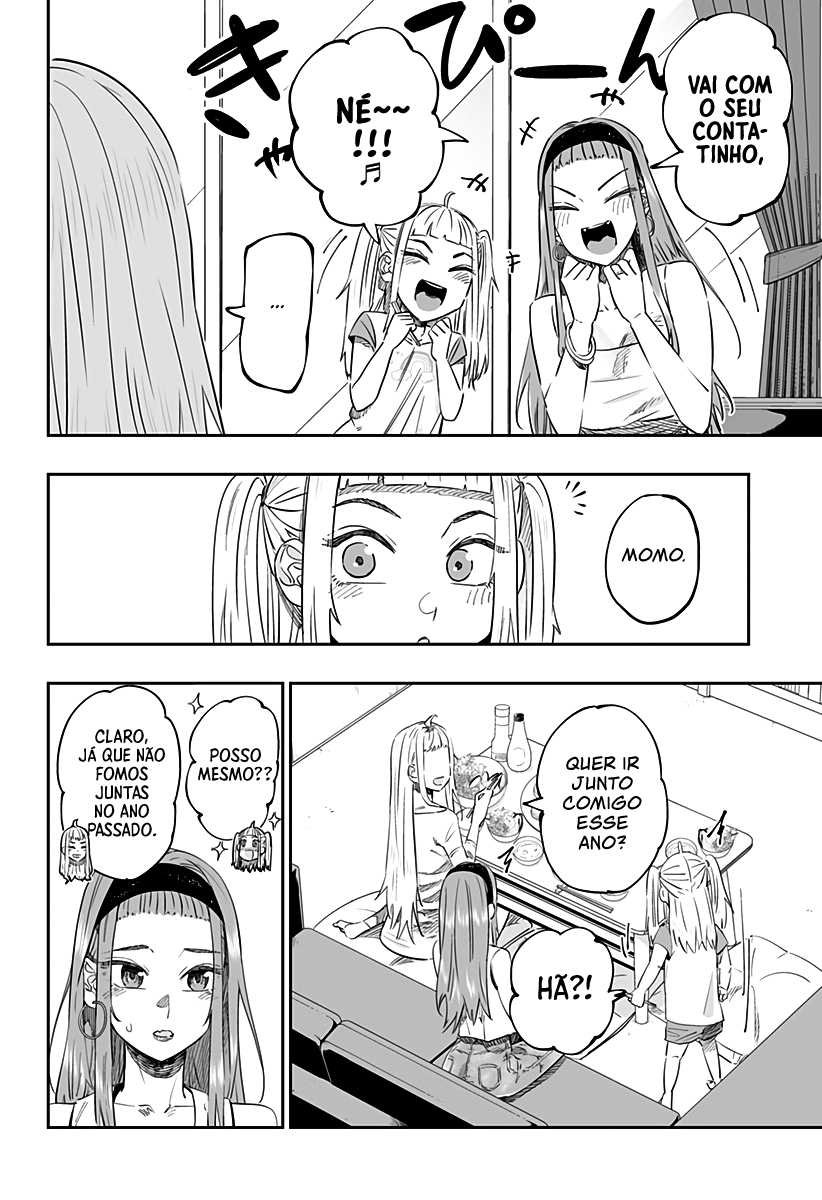 VAI COM
O SEU
CONTA-
TINHO,
きぴーん
NÉ~~
!!!
...
MOMO.
QUER IR
JUNTO
COMIGO
ESSE
ANO?
HÃ?!
POSSO
MESMO??
CLARO,
JÁ QUE NÃO
FOMOS
JUNTAS
NO ANO
PASSADO.